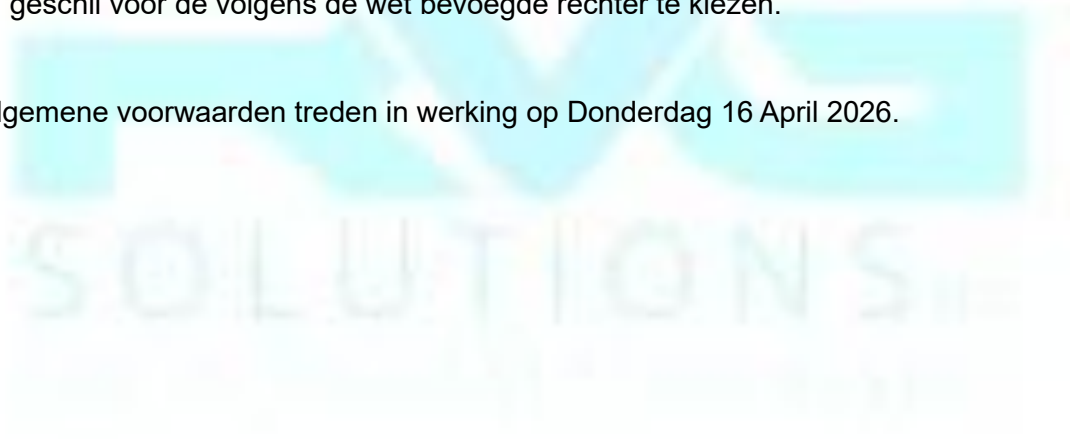 geschil voor de volgens de wet bevoegde rechter te kiezen.
lgemene voorwaarden treden in werking op Donderdag 16 April 2026.
RVG
SOLUTIONS